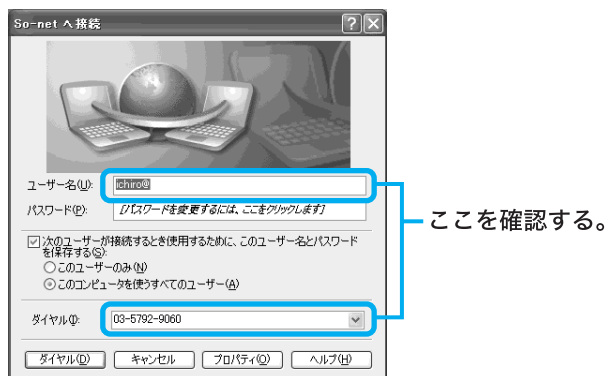 So-net へ接続
ユーザー名(U):
ichiro@
パスワード(P):
[パスワードを変更するには、ここをクリックします]
次のユーザーが接続するとき使用するために、このユーザー名とパスワード
を保存する(S):
このユーザーのみ(N)
このコンピュータを使うすべてのユーザー(A)
ダイヤル(I):
03-5792-9060
ダイヤル(D)
キャンセル
プロパティ(O)
ヘルプ(H)
ここを確認する。